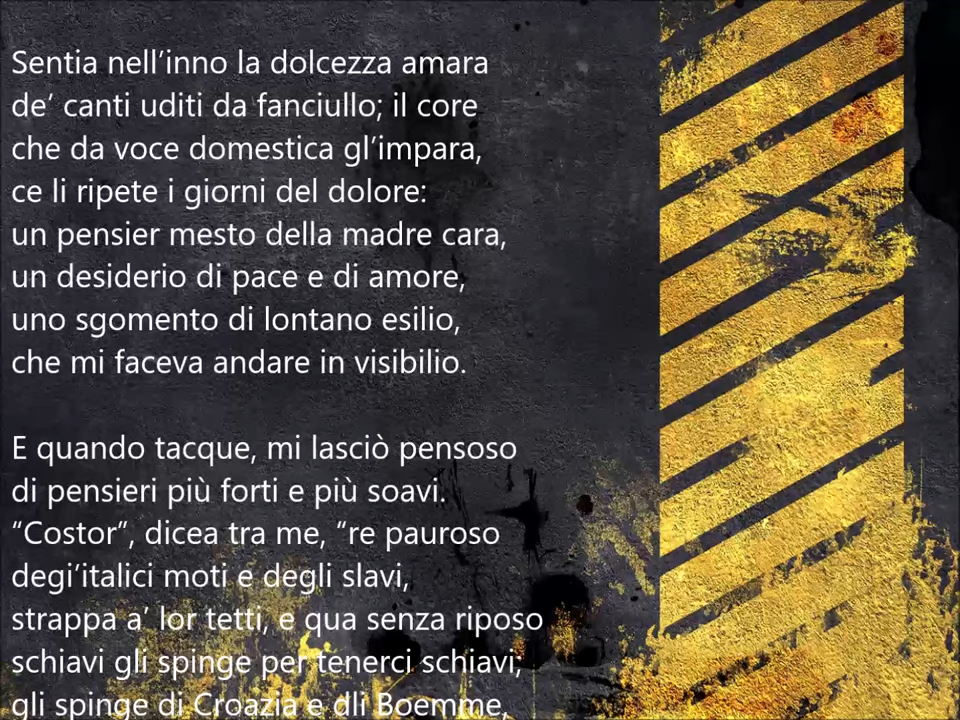 Sentia nell’inno la dolcezza amara
de’ canti uditi da fanciullo; il core
che da voce domestica gl’impara,
ce li ripete i giorni del dolore:
un pensier mesto della madre cara,
un desiderio di pace e di amore,
uno sgomento di lontano esilio,
che mi faceva andare in visibilio.
E quando tacque, mi lasciò pensoso
di pensieri più forti e più soavi.
“Costor”, dicea tra me, “re pauroso
degi’italici moti e degli slavi,
strappa a’ lor tetti, e qua senza riposo
schiavi gli spinge per tenerci schiavi;
gli spinge di Croazia e dli Boemme,